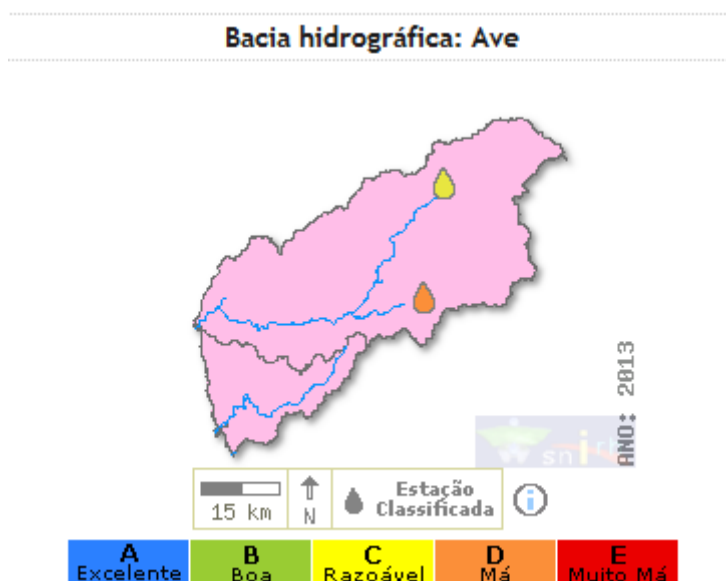 Bacia hidrográfica: Ave
ANO: 2013
snirh
15 km
N
Estação
Classificada
i
A
Excelente
B
Boa
C
Razoável
D
Má
E
Muito Má